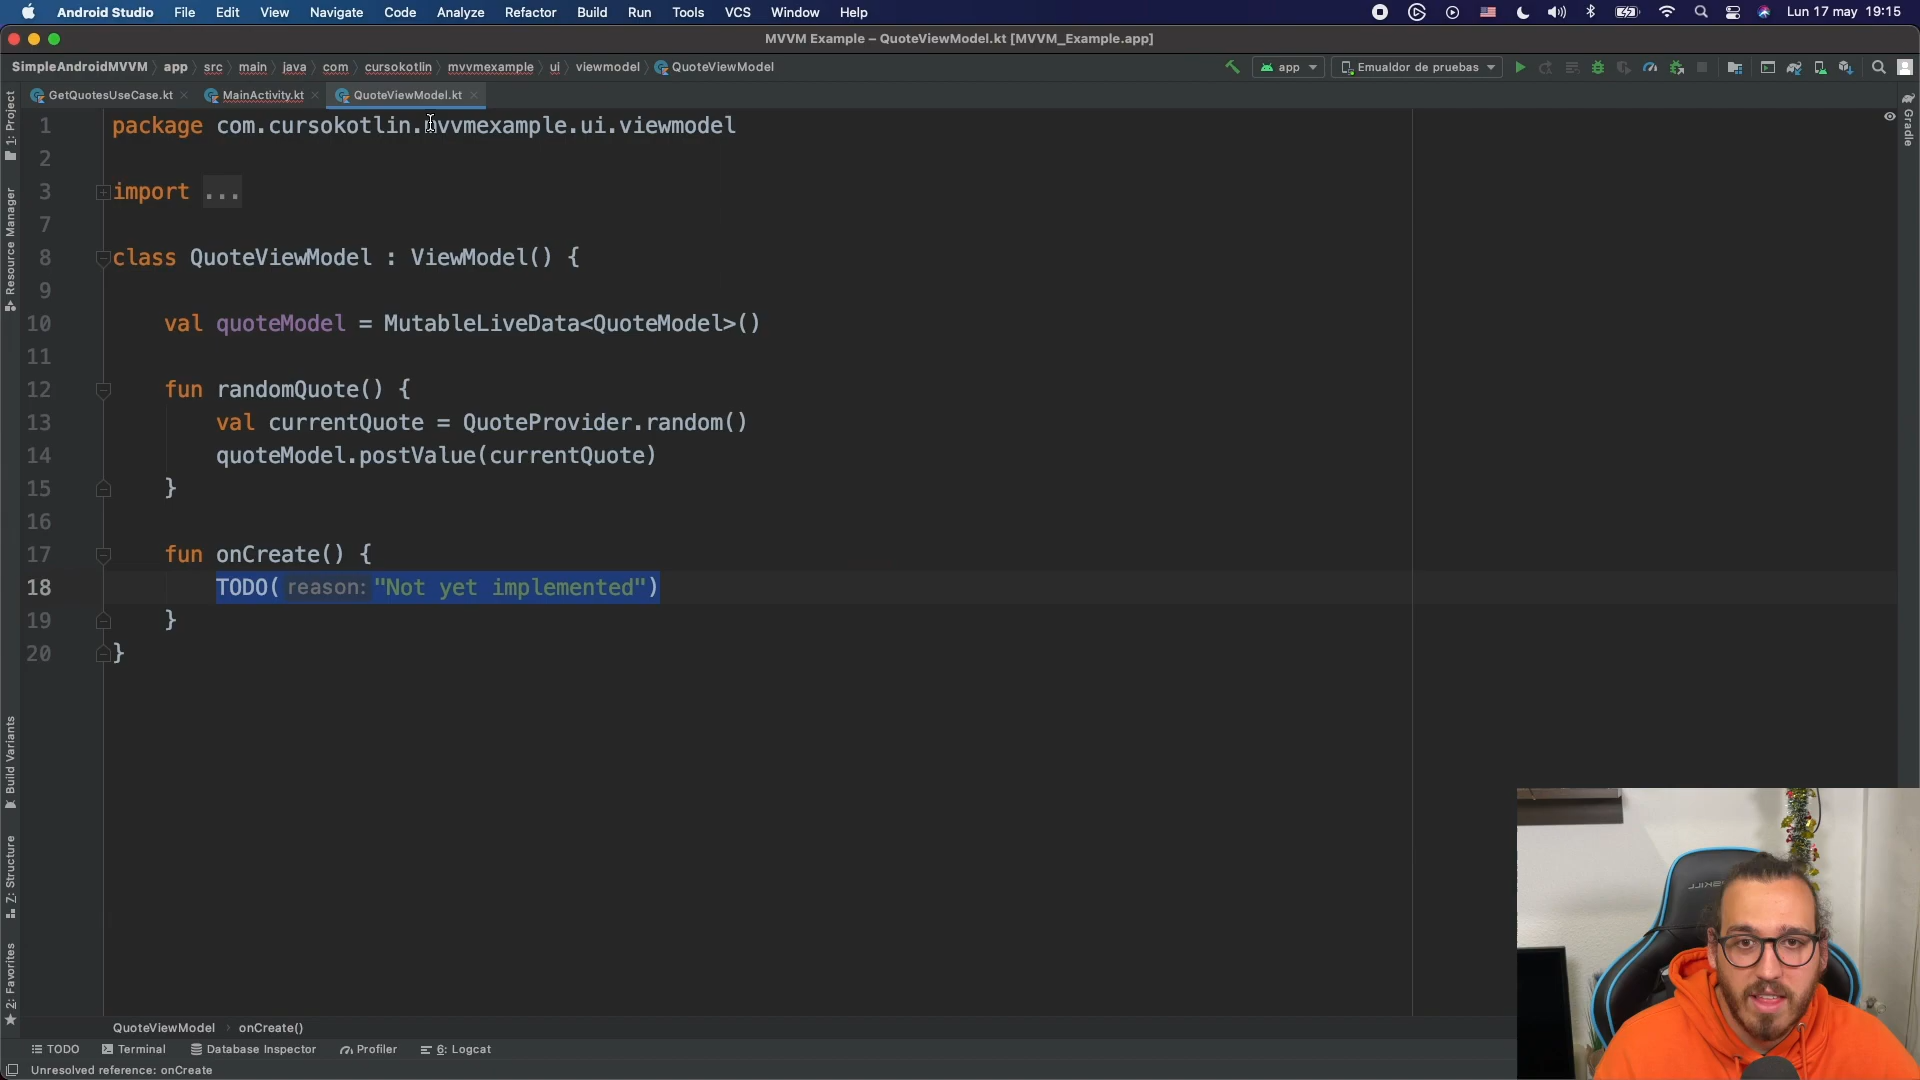 Android Studio File Edit View Navigate Code Analyze Refactor Build Run Tools VCS Window Help Lun 17 may 19:15
MVVM Example – QuoteViewModel.kt [MVVM_Example.app]
SimpleAndroidMVVM app src main java com cursokotlin mvvmexample ui viewmodel QuoteViewModel app Emualdor de pruebas
GetQuotesUseCase.kt MainActivity.kt QuoteViewModel.kt
1: Project
Resource Manager
Build Variants
Z: Structure
2: Favorites
Gradle
1 package com.cursokotlin.mvvmexample.ui.viewmodel
2
3 import ...
7
8 class QuoteViewModel : ViewModel() {
9
10 val quoteModel = MutableLiveData<QuoteModel>()
11
12 fun randomQuote() {
13 val currentQuote = QuoteProvider.random()
14 quoteModel.postValue(currentQuote)
15 }
16
17 fun onCreate() {
18 TODO( reason: "Not yet implemented")
19 }
20 }
QuoteViewModel onCreate()
TODO Terminal Database Inspector Profiler 6: Logcat
Unresolved reference: onCreate